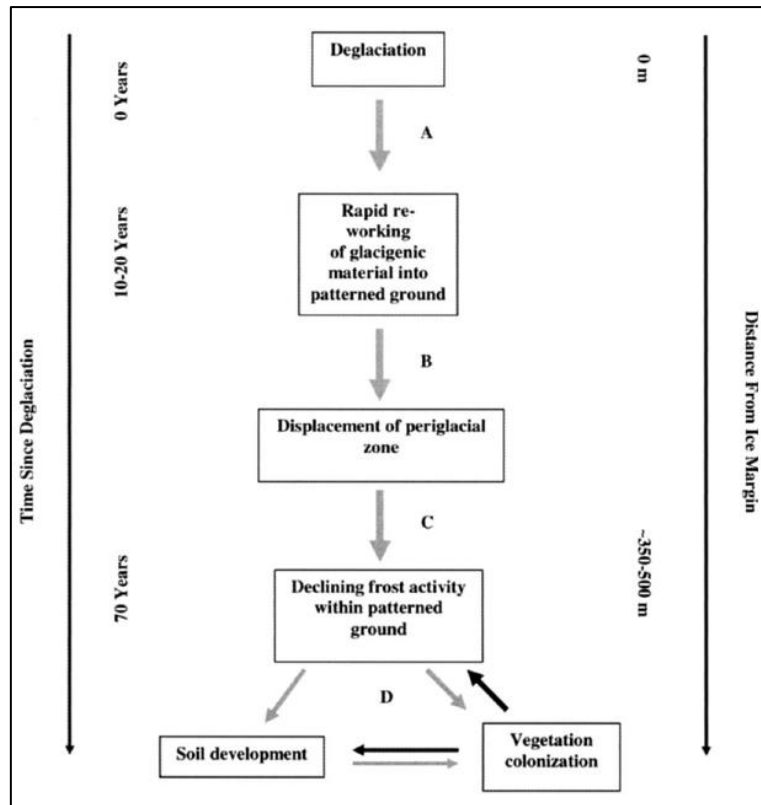 Deglaciation
0 Years
0 m
A
Rapid re-
working
of glacigenic
material into
patterned ground
10-20 Years
B
Time Since Deglaciation
Distance From Ice Margin
Displacement of periglacial
zone
C
Declining frost activity
within patterned
ground
70 Years
~350-500 m
D
Soil development
Vegetation
colonization